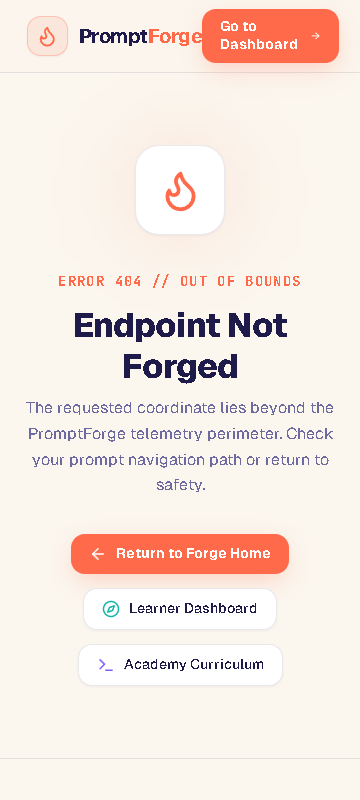 PromptForge
Go to
Dashboard
ERROR 404 // OUT OF BOUNDS
Endpoint Not
Forged
The requested coordinate lies beyond the
PromptForge telemetry perimeter. Check
your prompt navigation path or return to
safety.
Return to Forge Home
Learner Dashboard
Academy Curriculum